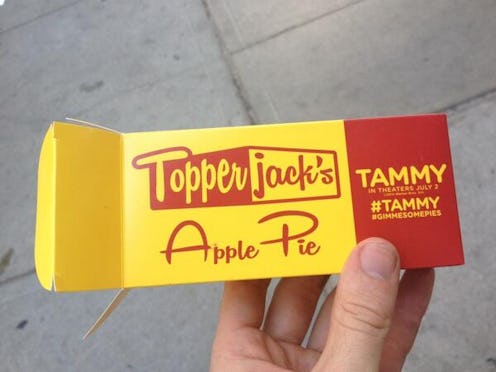 Topper jack's
Apple Pie
TAMMY
IN THEATERS JULY 2
#TAMMY
#GIMMESOMEPIES